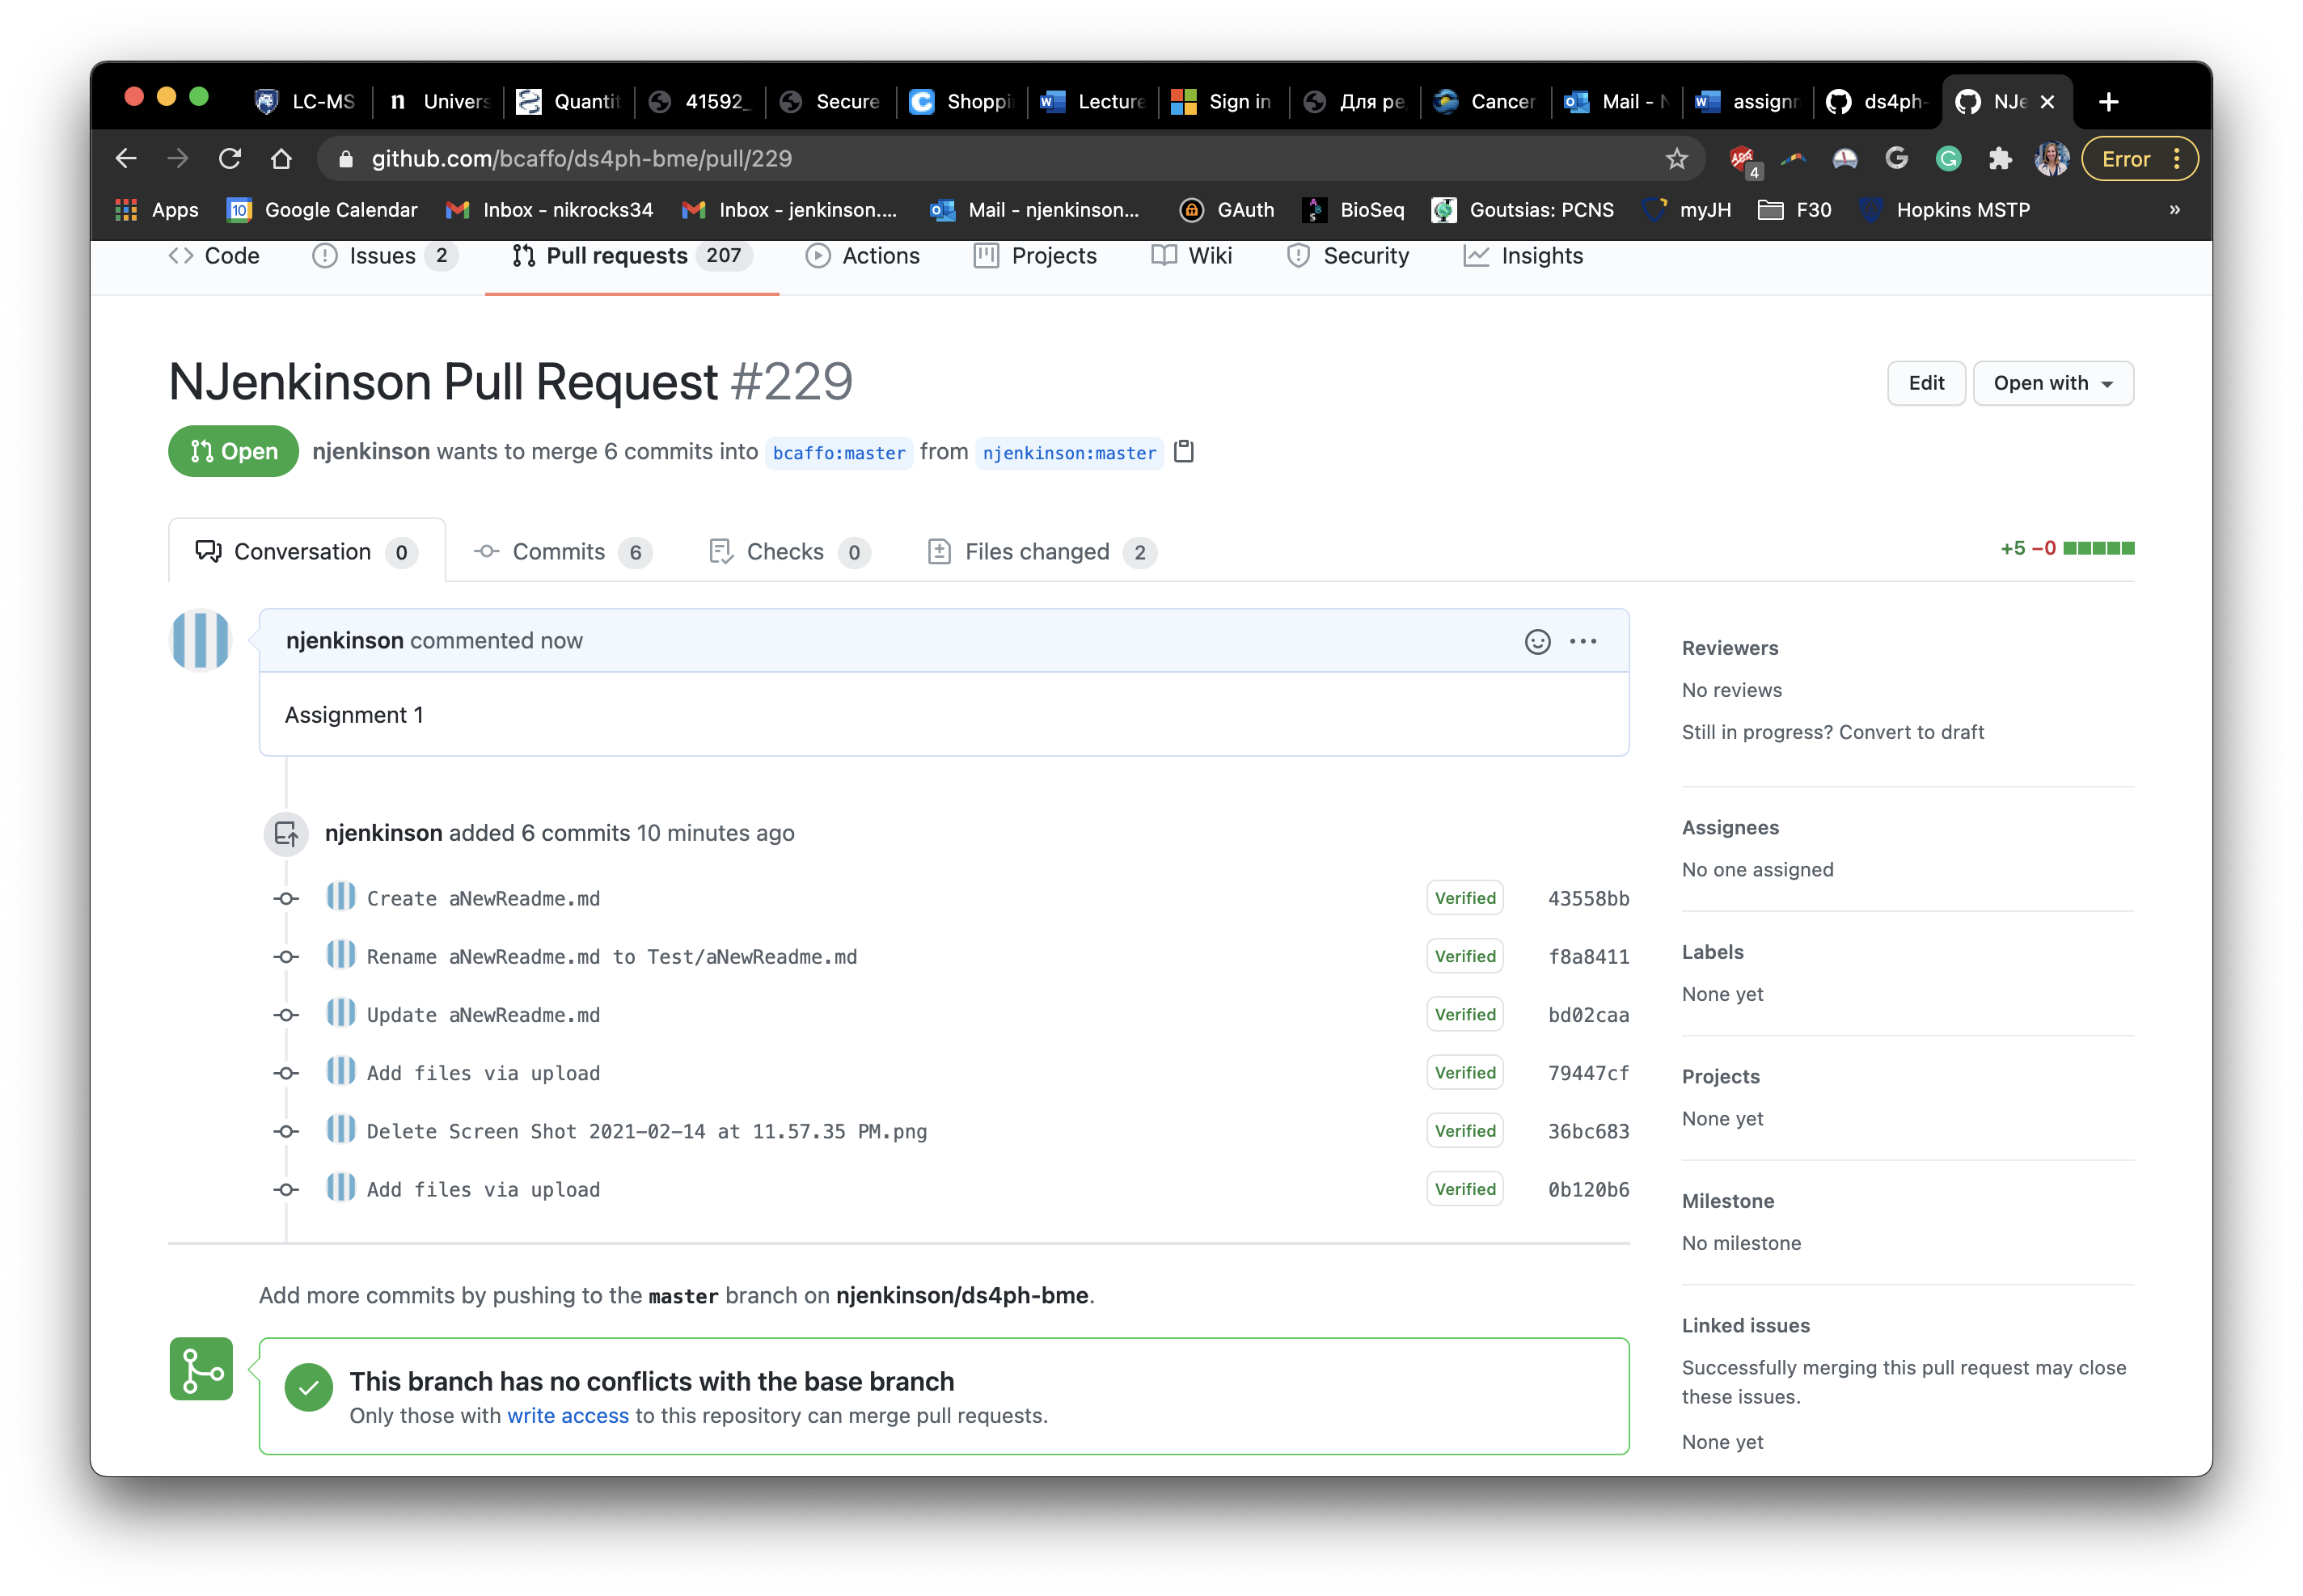 LC-MS Univers Quantit 41592_ Secure Shoppi Lecture Sign in Для ре Cancer Mail - N assignm ds4ph- NJe
github.com/bcaffo/ds4ph-bme/pull/229 4 Error
Apps 10 Google Calendar Inbox - nikrocks34 Inbox - jenkinson.... Mail - njenkinson... GAuth BioSeq Goutsias: PCNS myJH F30 Hopkins MSTP »
Code Issues 2 Pull requests 207 Actions Projects Wiki Security Insights
NJenkinson Pull Request #229 Edit Open with
Open njenkinson wants to merge 6 commits into bcaffo:master from njenkinson:master
Conversation 0 Commits 6 Checks 0 Files changed 2 +5 −0
njenkinson commented now
Assignment 1
njenkinson added 6 commits 10 minutes ago
Create aNewReadme.md Verified 43558bb
Rename aNewReadme.md to Test/aNewReadme.md Verified f8a8411
Update aNewReadme.md Verified bd02caa
Add files via upload Verified 79447cf
Delete Screen Shot 2021-02-14 at 11.57.35 PM.png Verified 36bc683
Add files via upload Verified 0b120b6
Add more commits by pushing to the master branch on njenkinson/ds4ph-bme.
This branch has no conflicts with the base branch
Only those with write access to this repository can merge pull requests.
Reviewers
No reviews
Still in progress? Convert to draft
Assignees
No one assigned
Labels
None yet
Projects
None yet
Milestone
No milestone
Linked issues
Successfully merging this pull request may close
these issues.
None yet